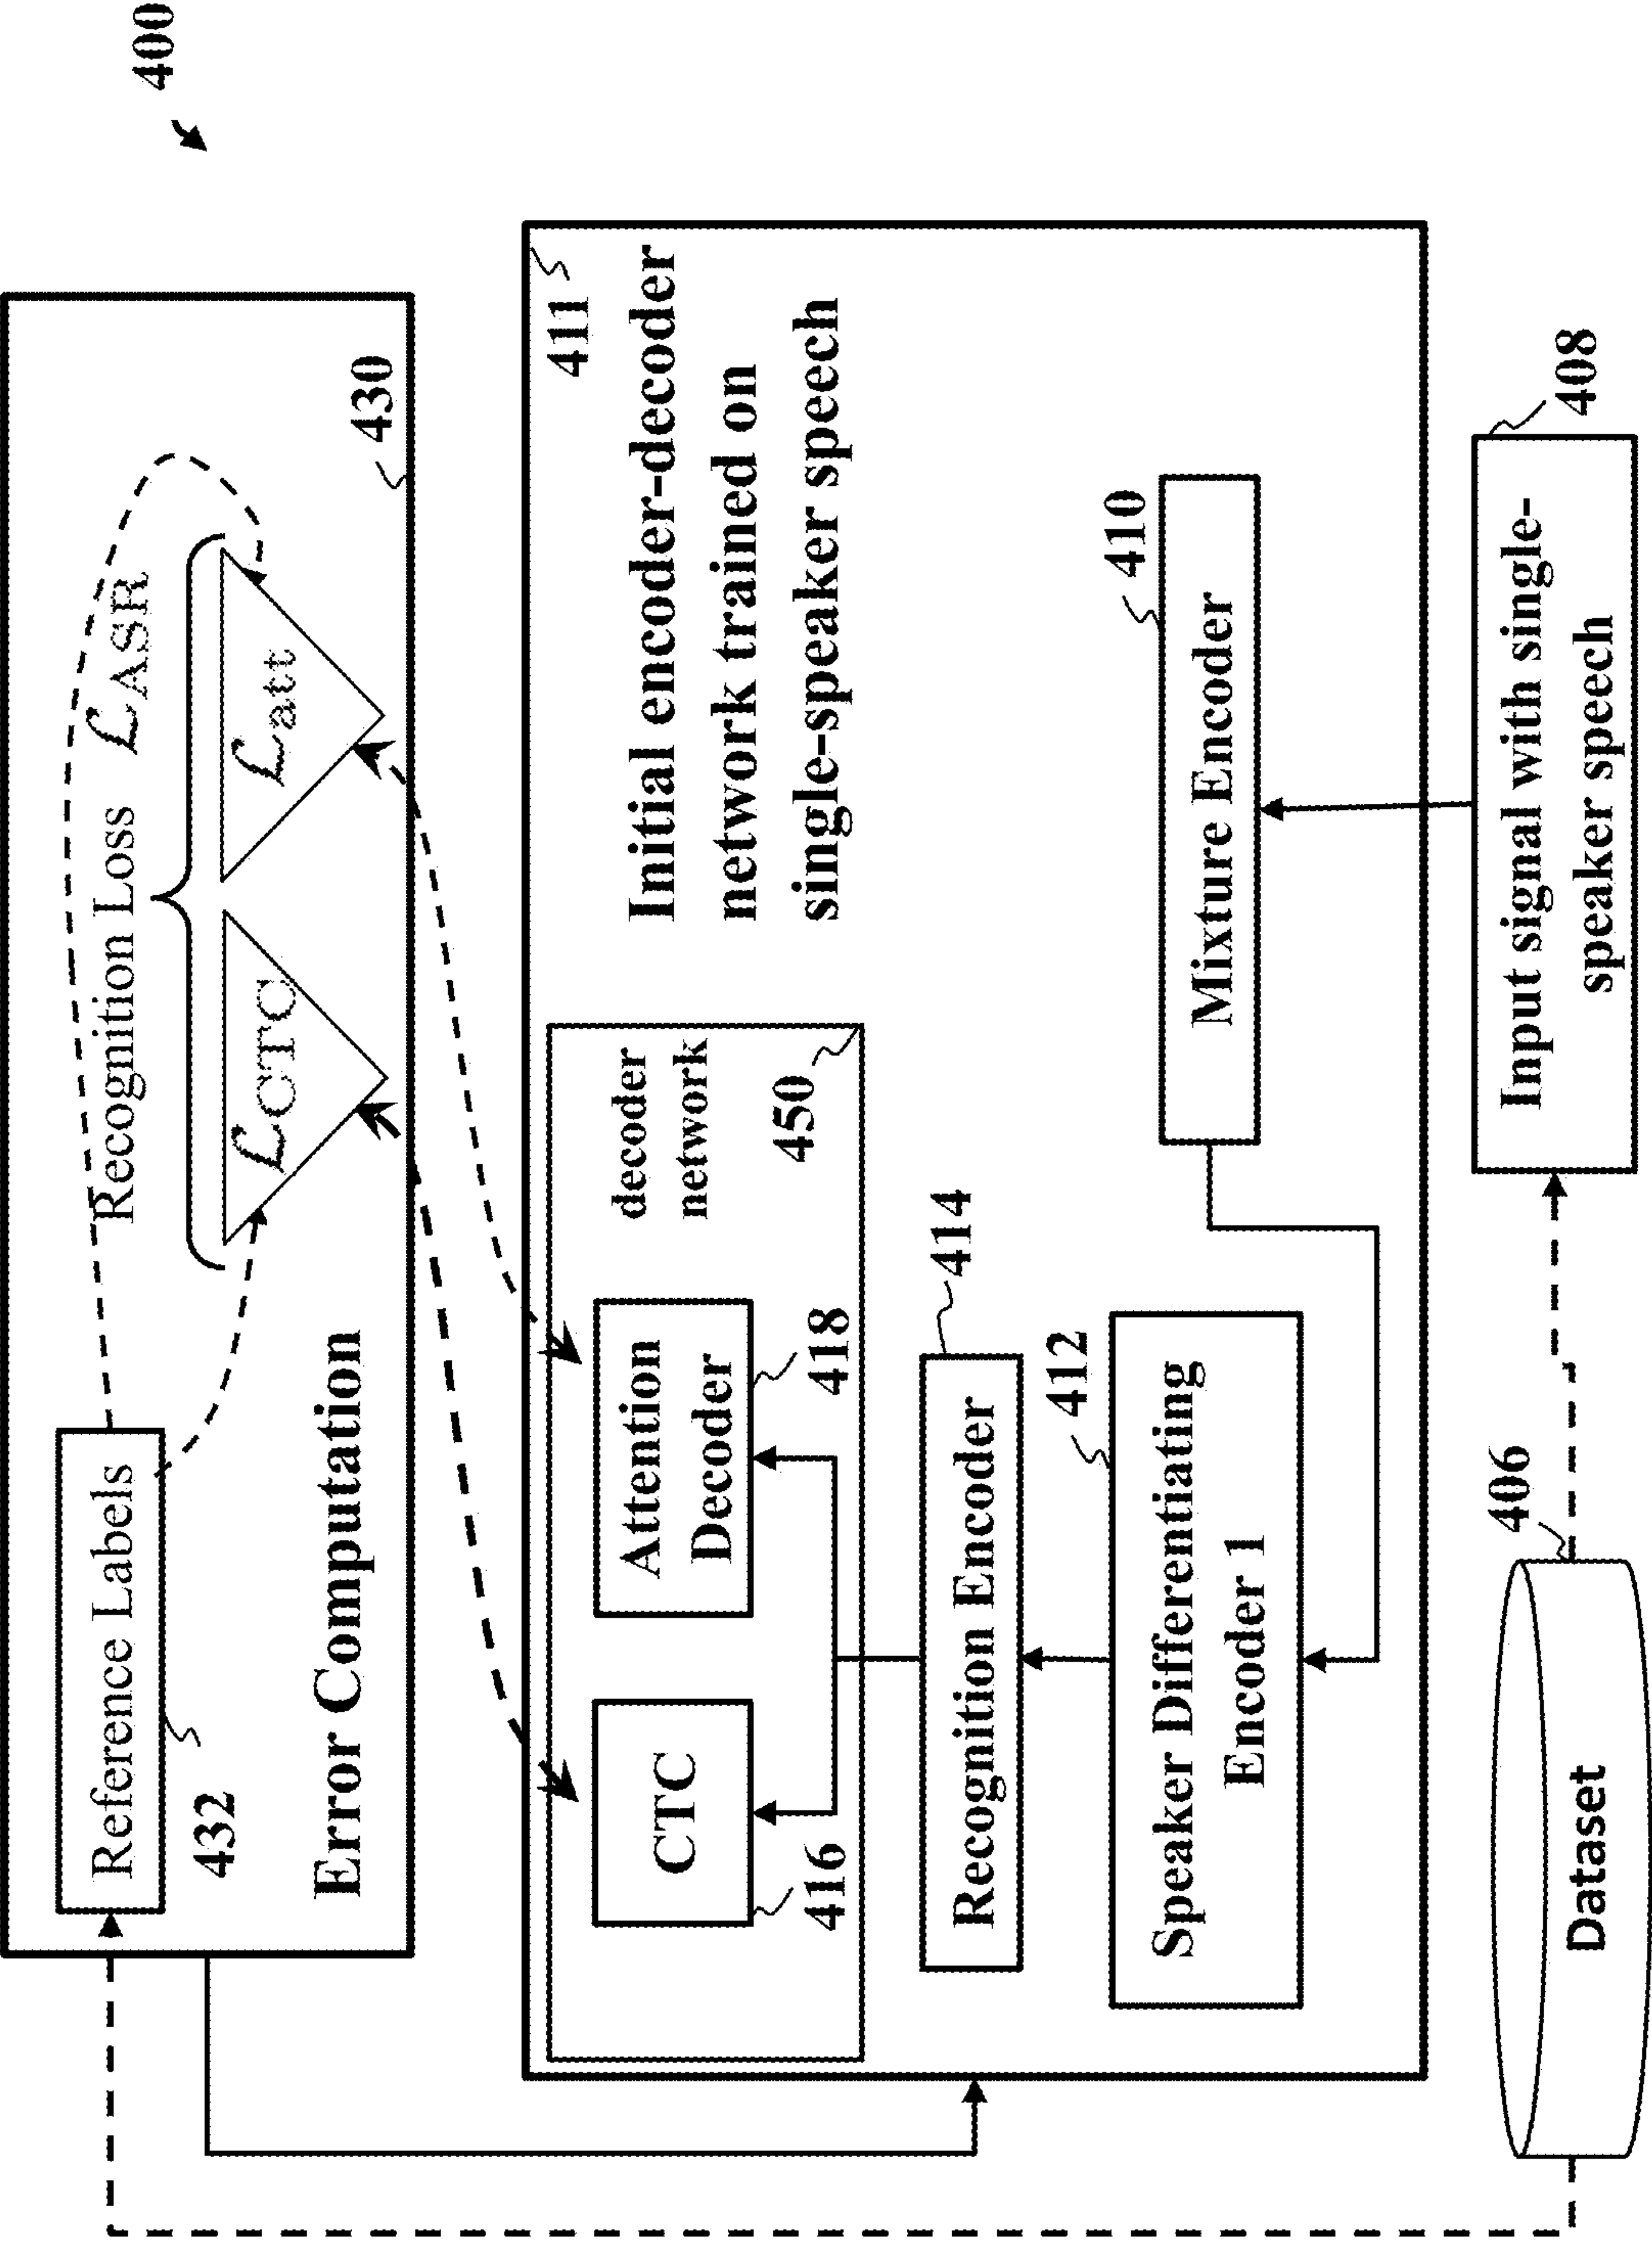 400
Reference Labels
432
Recognition Loss ℒASR
ℒCTC
ℒatt
Error Computation
430
411
Initial encoder-decoder
network trained on
single-speaker speech
CTC
416
Attention
Decoder
418
decoder
network
450
Recognition Encoder
414
Speaker Differentiating
Encoder 1
412
Mixture Encoder
410
Dataset
406
Input signal with single-
speaker speech
408